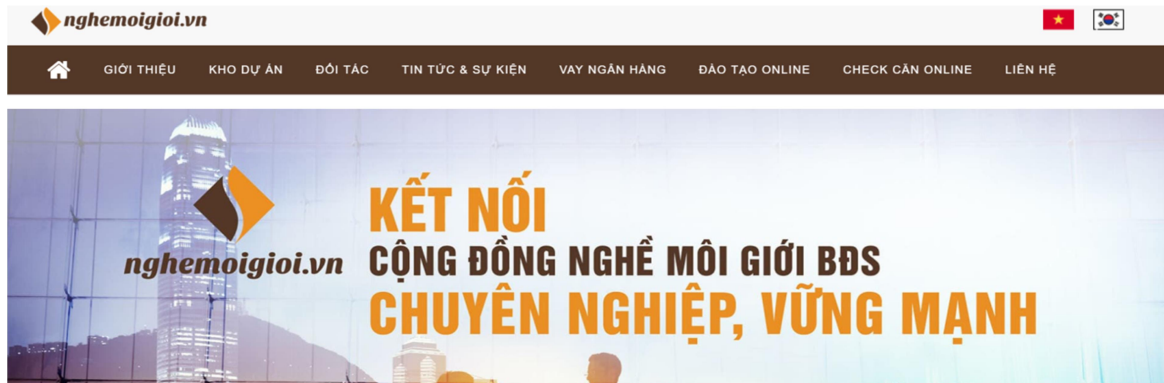 nghemoigioi.vn
GIỚI THIỆU KHO DỰ ÁN ĐỐI TÁC TIN TỨC & SỰ KIỆN VAY NGÂN HÀNG ĐÀO TẠO ONLINE CHECK CĂN ONLINE LIÊN HỆ
nghemoigioi.vn
KẾT NỐI
CỘNG ĐỒNG NGHỀ MÔI GIỚI BĐS
CHUYÊN NGHIỆP, VỮNG MẠNH